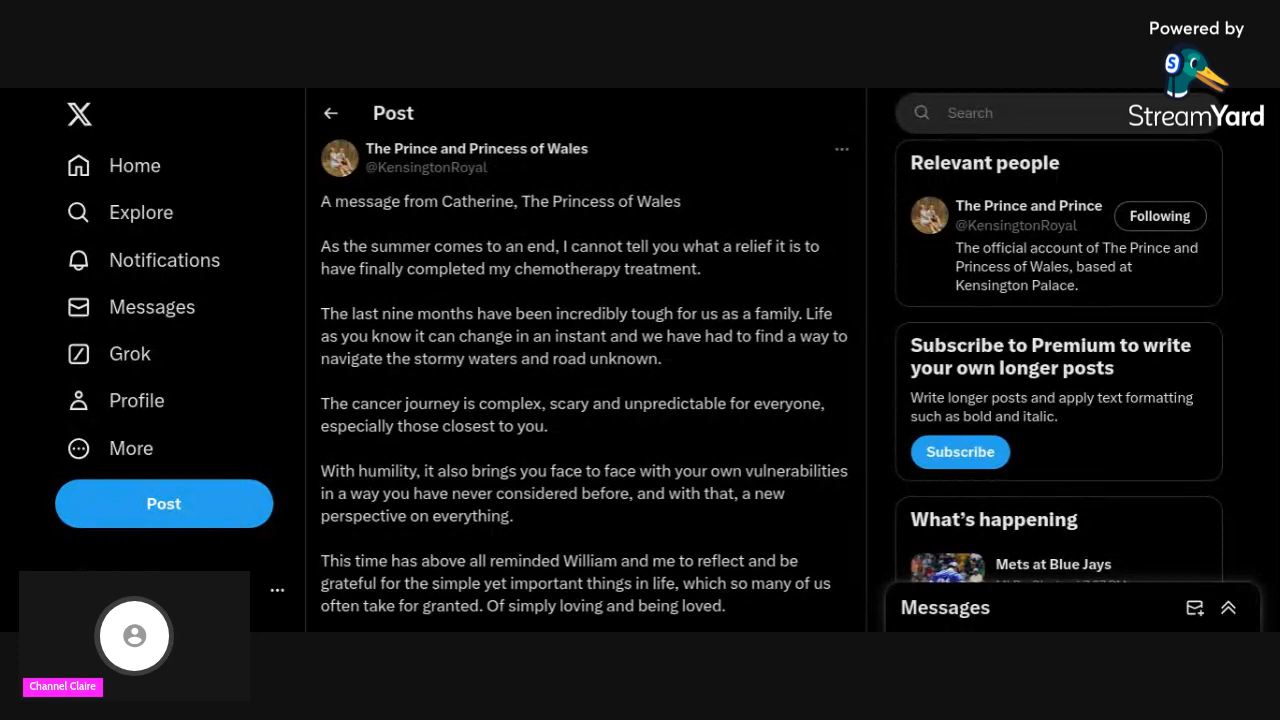 Powered by
StreamYard
Home
Explore
Notifications
Messages
Grok
Profile
More
Post
Channel Claire
Post
The Prince and Princess of Wales
@KensingtonRoyal
A message from Catherine, The Princess of Wales
As the summer comes to an end, I cannot tell you what a relief it is to
have finally completed my chemotherapy treatment.
The last nine months have been incredibly tough for us as a family. Life
as you know it can change in an instant and we have had to find a way to
navigate the stormy waters and road unknown.
The cancer journey is complex, scary and unpredictable for everyone,
especially those closest to you.
With humility, it also brings you face to face with your own vulnerabilities
in a way you have never considered before, and with that, a new
perspective on everything.
This time has above all reminded William and me to reflect and be
grateful for the simple yet important things in life, which so many of us
often take for granted. Of simply loving and being loved.
Search
Relevant people
The Prince and Prince
@KensingtonRoyal
Following
The official account of The Prince and
Princess of Wales, based at
Kensington Palace.
Subscribe to Premium to write
your own longer posts
Write longer posts and apply text formatting
such as bold and italic.
Subscribe
What's happening
Mets at Blue Jays
Messages